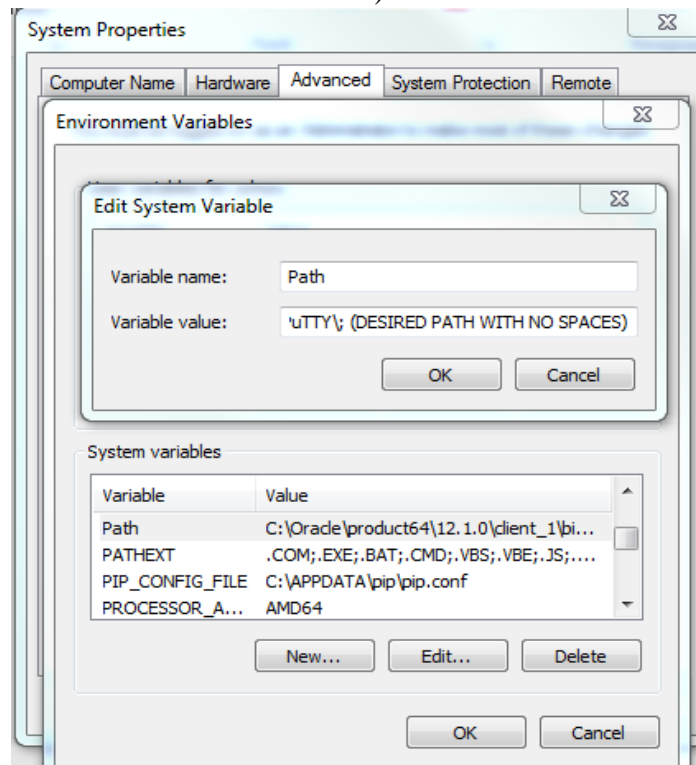 System Properties
Computer Name Hardware Advanced System Protection Remote
Environment Variables
Edit System Variable
Variable name: Path
Variable value: 'uTTY\; (DESIRED PATH WITH NO SPACES)
OK Cancel
System variables
Variable Value
Path C:\Oracle\product64\12.1.0\client_1\bi...
PATHEXT .COM;.EXE;.BAT;.CMD;.VBS;.VBE;.JS;....
PIP_CONFIG_FILE C:\APPDATA\pip\pip.conf
PROCESSOR_A... AMD64
New... Edit... Delete
OK Cancel